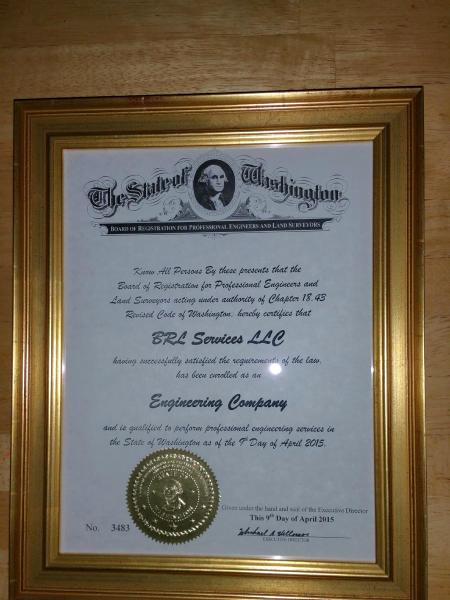 The State of Washington
BOARD OF REGISTRATION FOR PROFESSIONAL ENGINEERS AND LAND SURVEYORS
Know All Persons By these presents that the
Board of Registration for Professional Engineers and
Land Surveyors acting under authority of Chapter 18.43
Revised Code of Washington, hereby certifies that
BRL Services LLC
having successfully satisfied the requirements of the law,
has been enrolled as an
Engineering Company
and is qualified to perform professional engineering services in
the State of Washington as of the 9th Day of April 2015.
Given under the hand and seal of the Executive Director
This 9th Day of April 2015
No. 3483
EXECUTIVE DIRECTOR